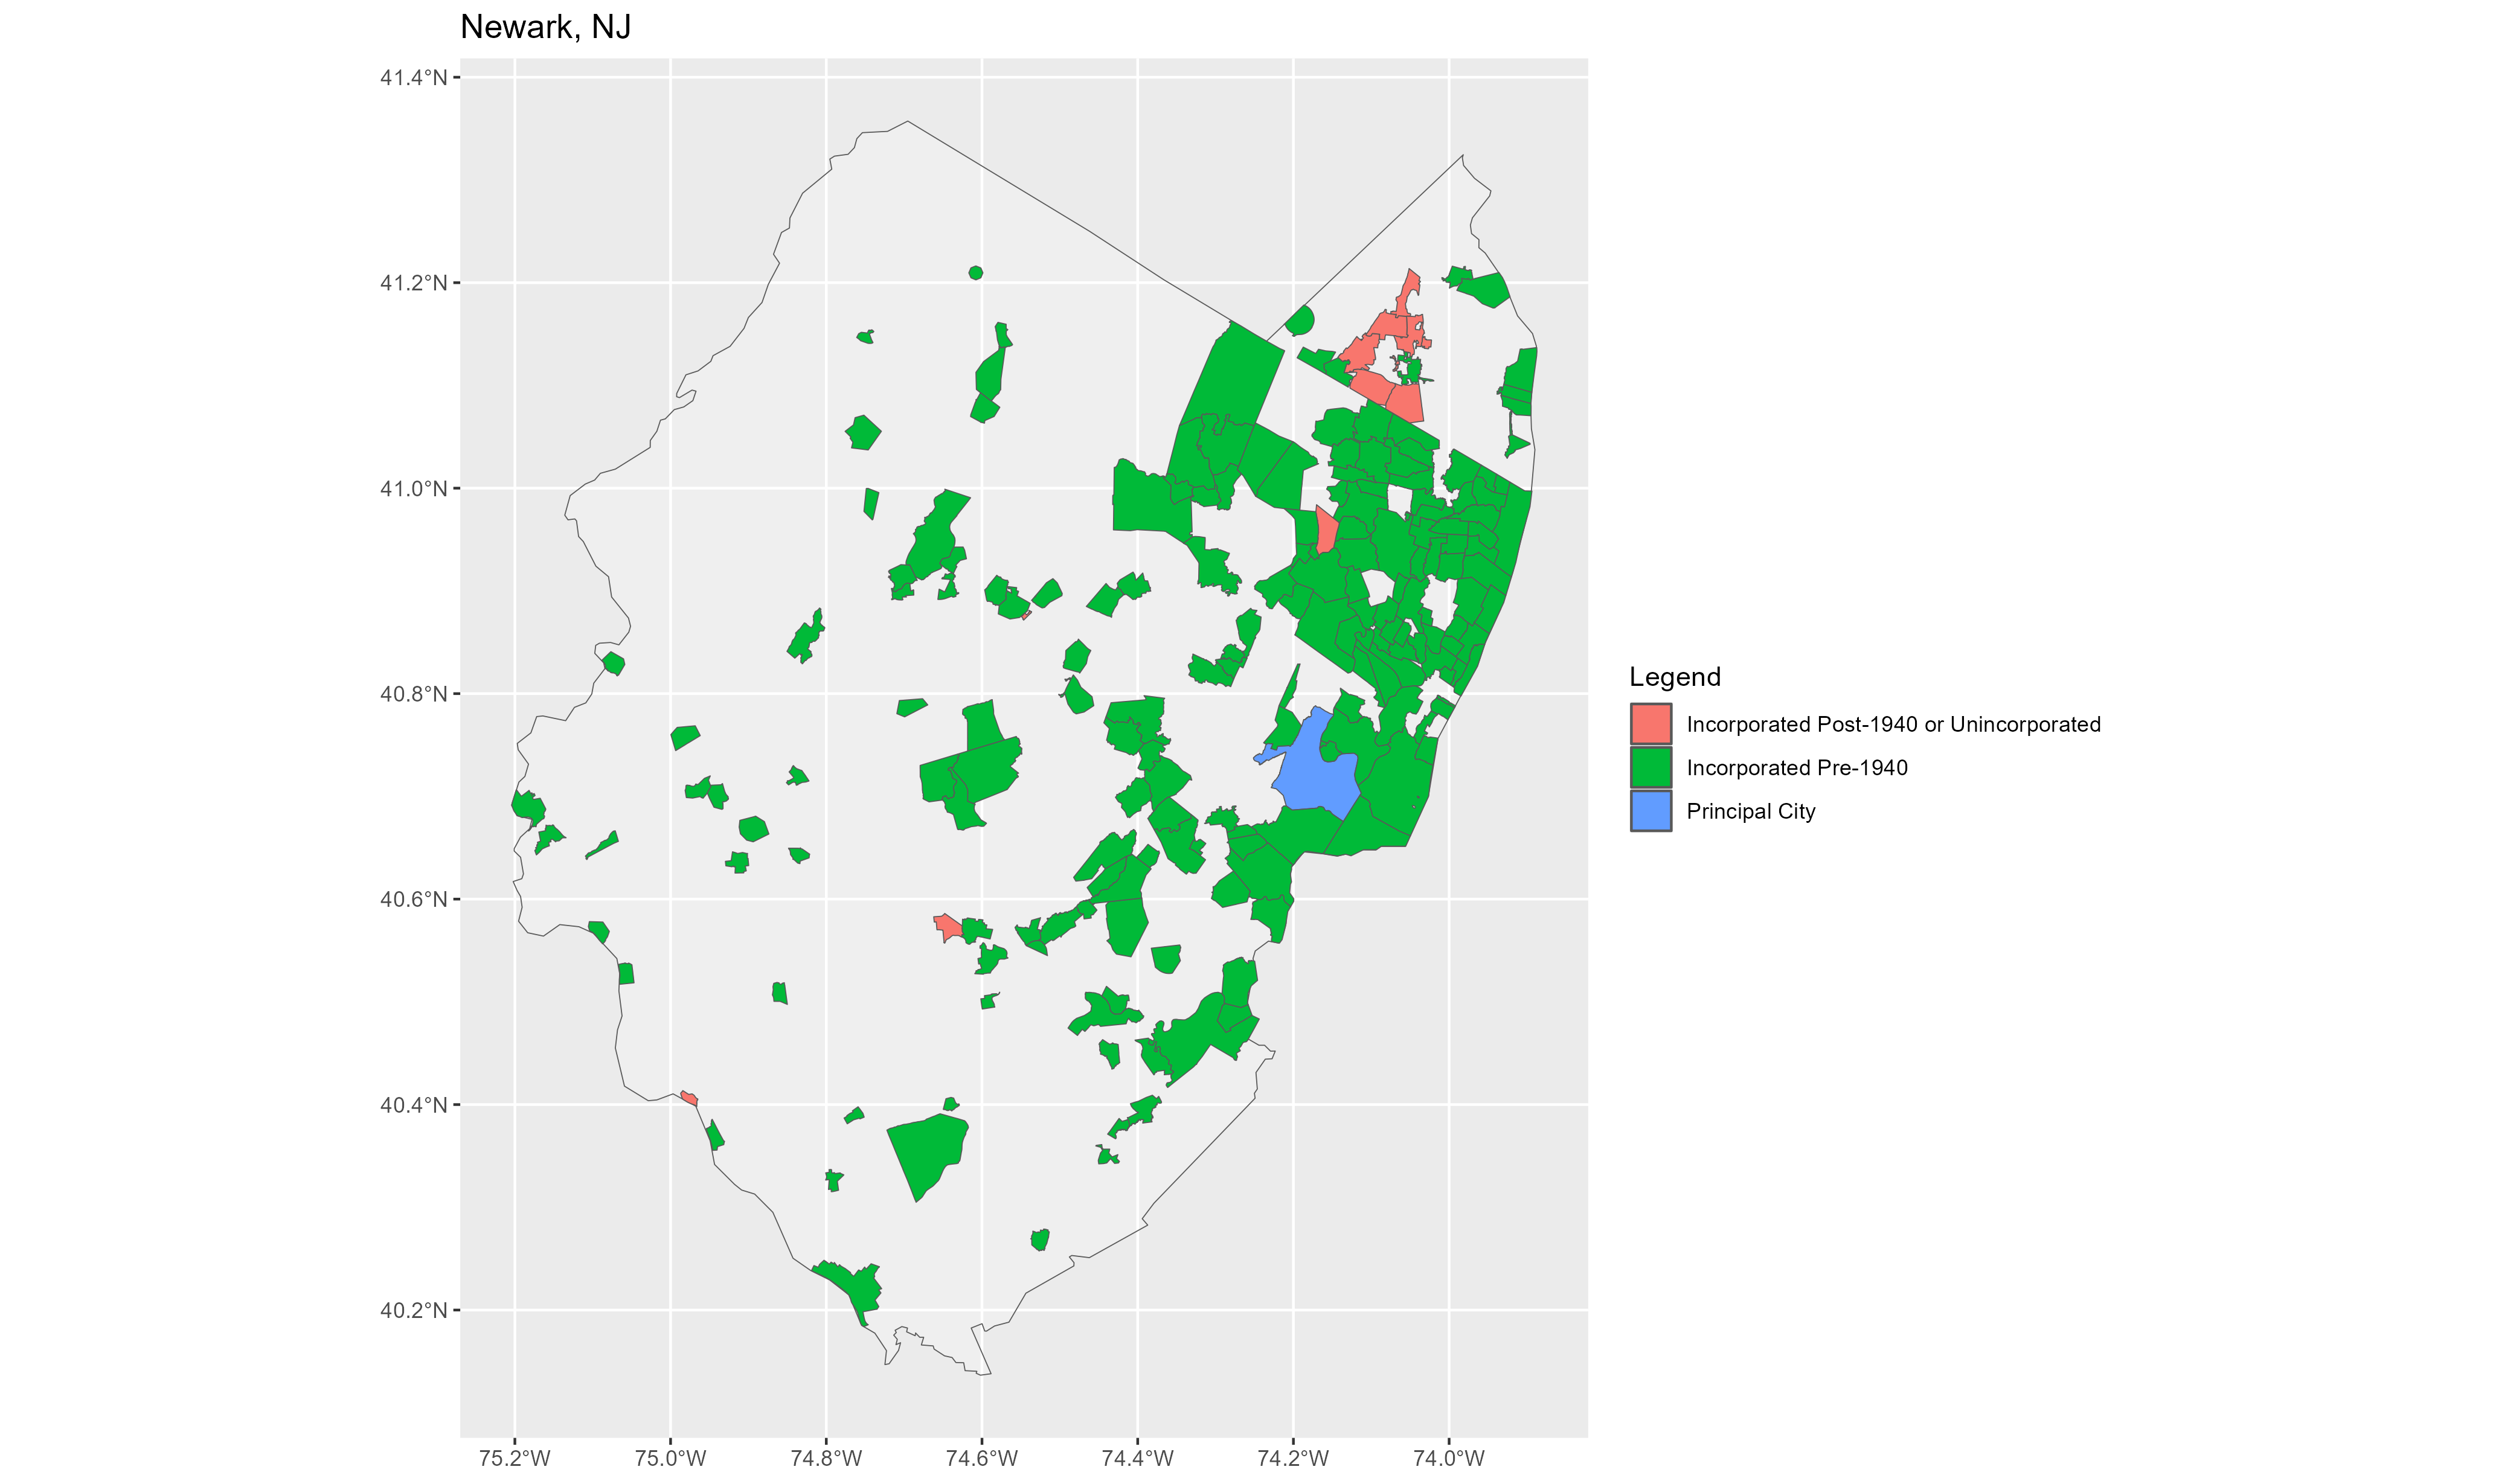 Newark, NJ
41.4°N
41.2°N
41.0°N
40.8°N
40.6°N
40.4°N
40.2°N
75.2°W 75.0°W 74.8°W 74.6°W 74.4°W 74.2°W 74.0°W
Legend
Incorporated Post-1940 or Unincorporated
Incorporated Pre-1940
Principal City